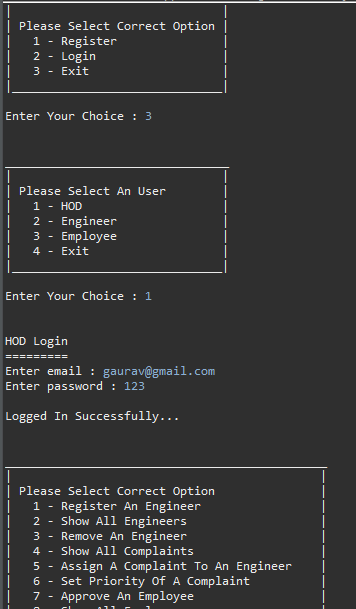 Please Select Correct Option
1 - Register
2 - Login
3 - Exit
Enter Your Choice : 3
Please Select An User
1 - HOD
2 - Engineer
3 - Employee
4 - Exit
Enter Your Choice : 1
HOD Login
=========
Enter email : gaurav@gmail.com
Enter password : 123
Logged In Successfully...
Please Select Correct Option
1 - Register An Engineer
2 - Show All Engineers
3 - Remove An Engineer
4 - Show All Complaints
5 - Assign A Complaint To An Engineer
6 - Set Priority Of A Complaint
7 - Approve An Employee